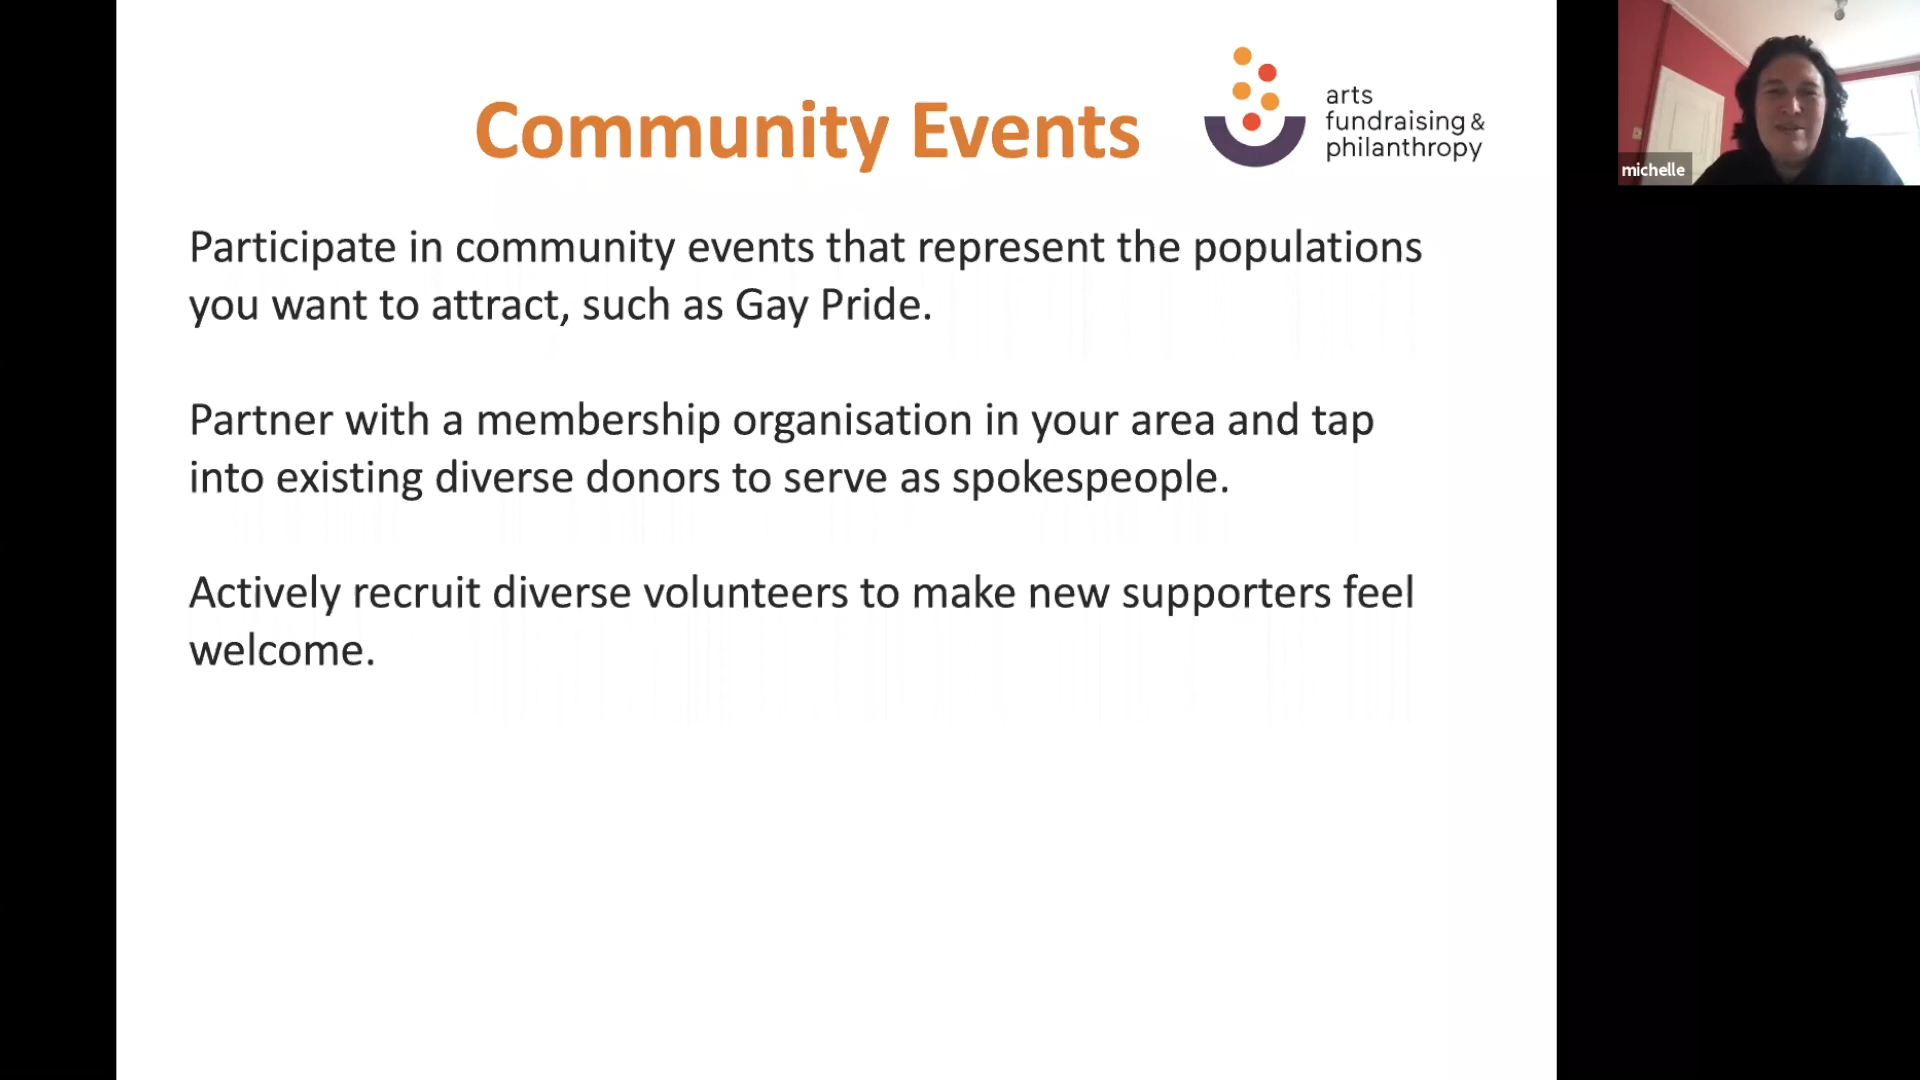 Community Events
arts
fundraising &
philanthropy
michelle
Participate in community events that represent the populations
you want to attract, such as Gay Pride.
Partner with a membership organisation in your area and tap
into existing diverse donors to serve as spokespeople.
Actively recruit diverse volunteers to make new supporters feel
welcome.